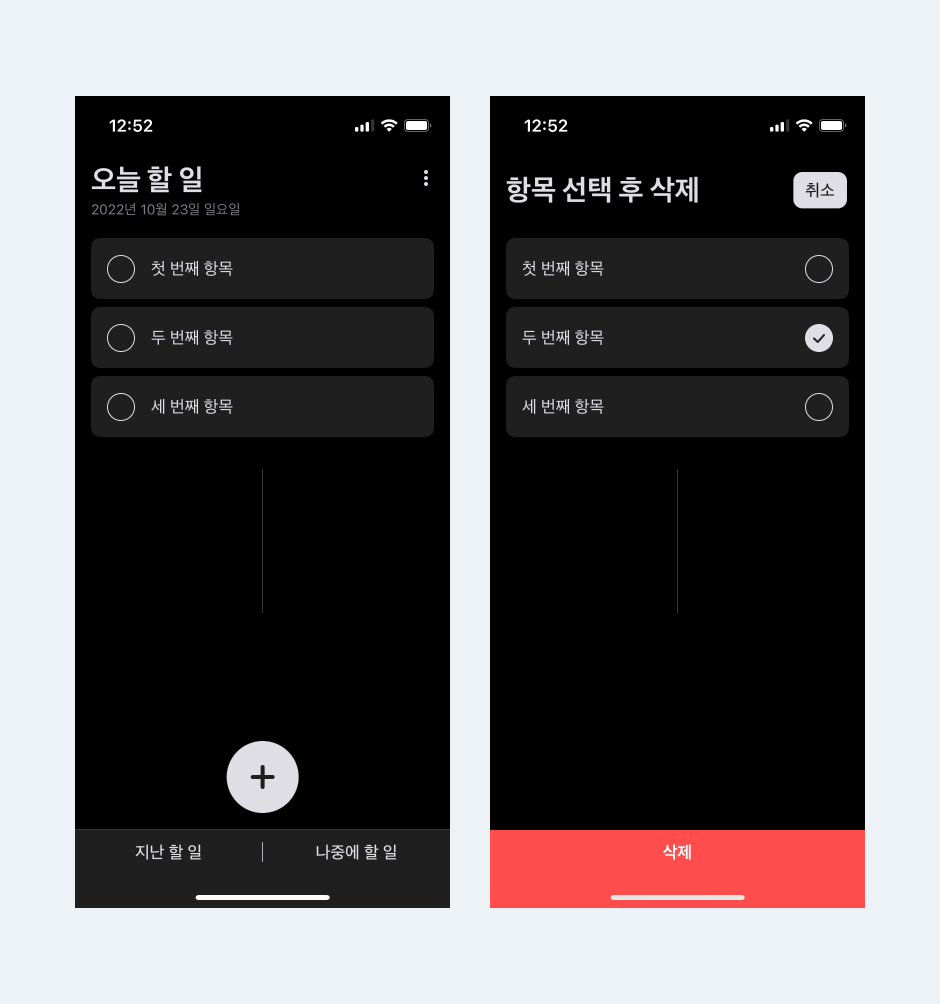 12:52
오늘 할 일
2022년 10월 23일 일요일
첫 번째 항목
두 번째 항목
세 번째 항목
지난 할 일
나중에 할 일
12:52
항목 선택 후 삭제
취소
첫 번째 항목
두 번째 항목
세 번째 항목
삭제